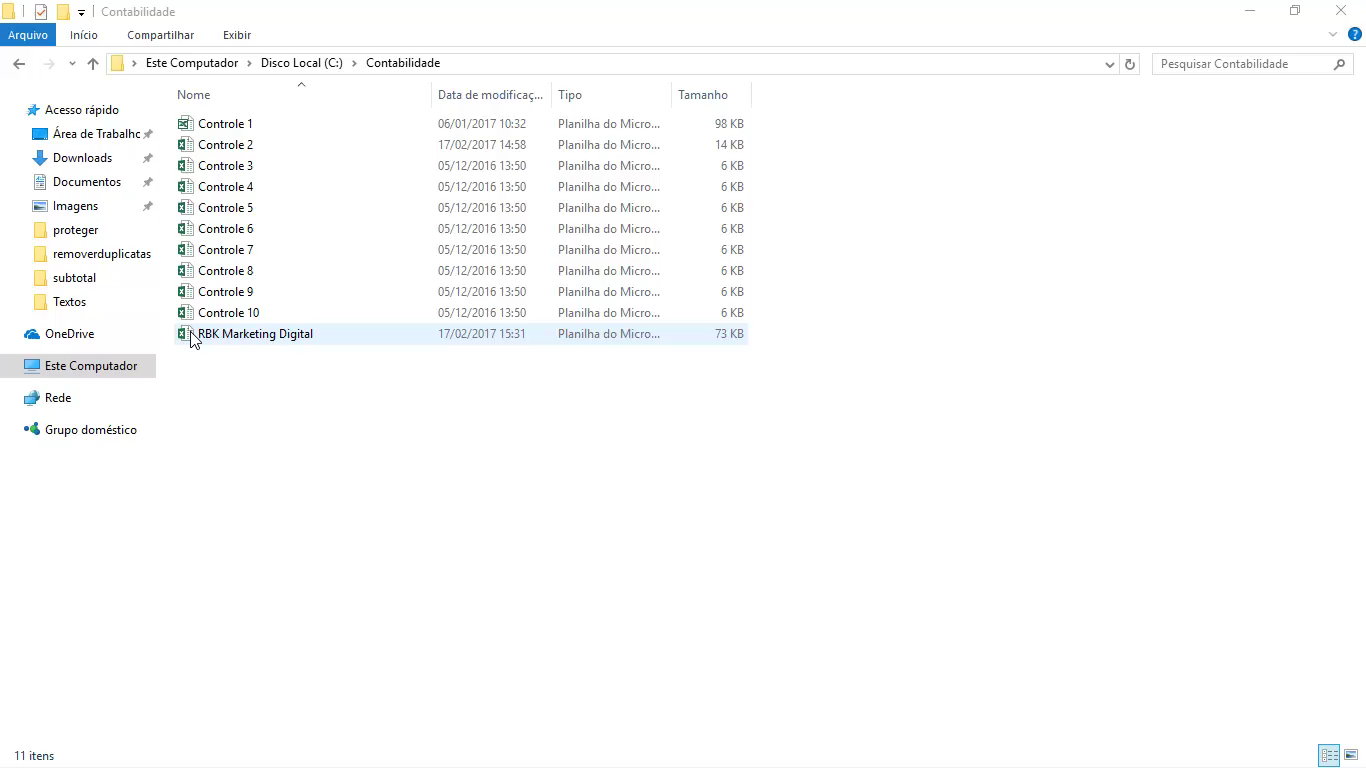 Contabilidade
Arquivo Início Compartilhar Exibir
Este Computador Disco Local (C:) Contabilidade Pesquisar Contabilidade
Nome Data de modificaç... Tipo Tamanho
Acesso rápido
Área de Trabalho
Downloads
Documentos
Imagens
proteger
removerduplicatas
subtotal
Textos
OneDrive
Este Computador
Rede
Grupo doméstico
Controle 1 06/01/2017 10:32 Planilha do Micro... 98 KB
Controle 2 17/02/2017 14:58 Planilha do Micro... 14 KB
Controle 3 05/12/2016 13:50 Planilha do Micro... 6 KB
Controle 4 05/12/2016 13:50 Planilha do Micro... 6 KB
Controle 5 05/12/2016 13:50 Planilha do Micro... 6 KB
Controle 6 05/12/2016 13:50 Planilha do Micro... 6 KB
Controle 7 05/12/2016 13:50 Planilha do Micro... 6 KB
Controle 8 05/12/2016 13:50 Planilha do Micro... 6 KB
Controle 9 05/12/2016 13:50 Planilha do Micro... 6 KB
Controle 10 05/12/2016 13:50 Planilha do Micro... 6 KB
RBK Marketing Digital 17/02/2017 15:31 Planilha do Micro... 73 KB
11 itens